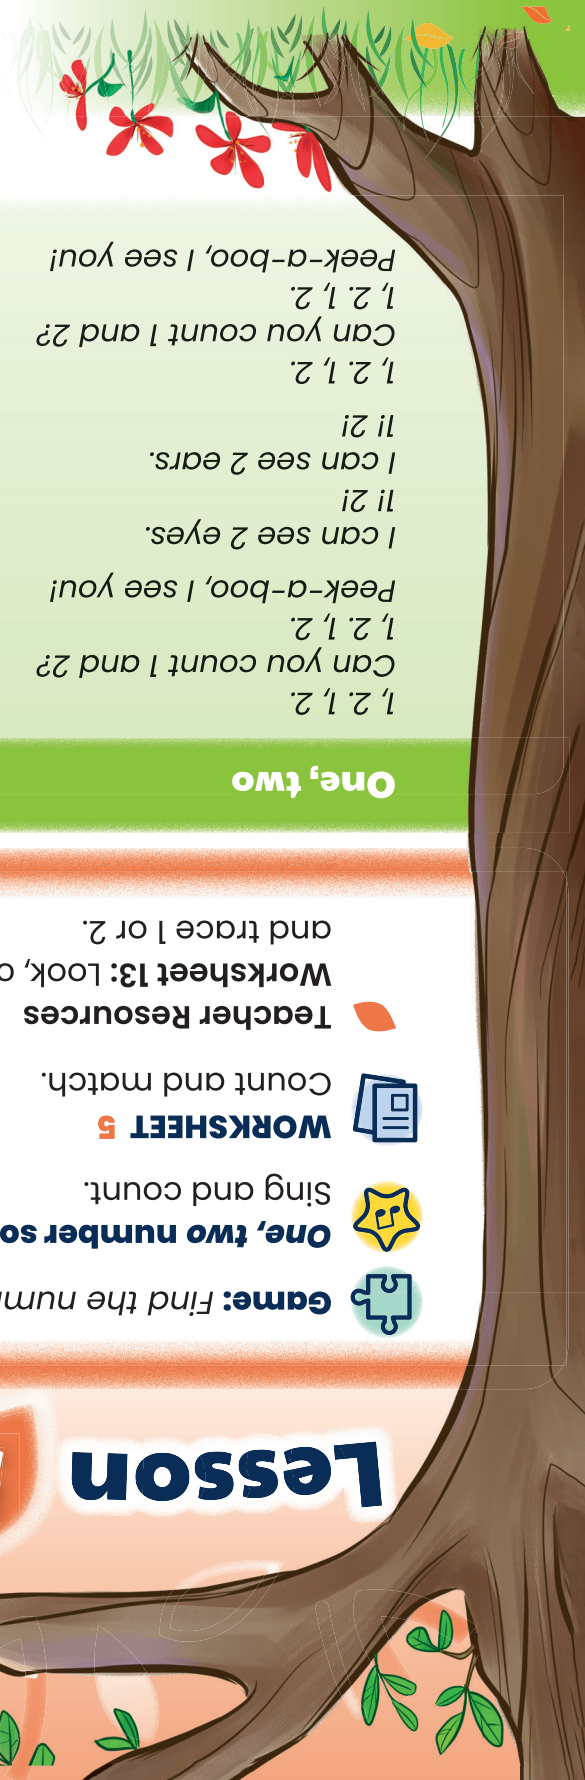 Lesson
Game: Find the num
One, two number so
Sing and count.
WORKSHEET 5
Count and match.
Teacher Resources
Worksheet 13: Look, c
and trace 1 or 2.
One, two
1, 2. 1, 2.
Can you count 1 and 2?
1, 2. 1, 2.
Peek-a-boo, I see you!
I can see 2 eyes.
1! 2!
I can see 2 ears.
1! 2!
1, 2. 1, 2.
Can you count 1 and 2?
1, 2. 1, 2.
Peek-a-boo, I see you!